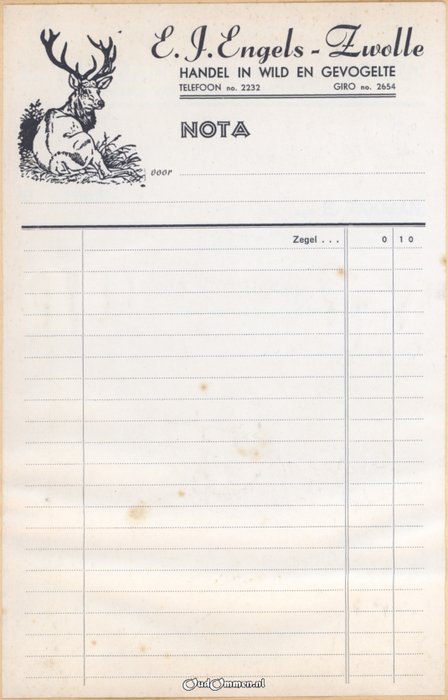 E. J. Engels - Zwolle
HANDEL IN WILD EN GEVOGELTE
TELEFOON no. 2232 GIRO no. 2654
NOTA
voor
Zegel . . . 0 10
OudOmmen.nl